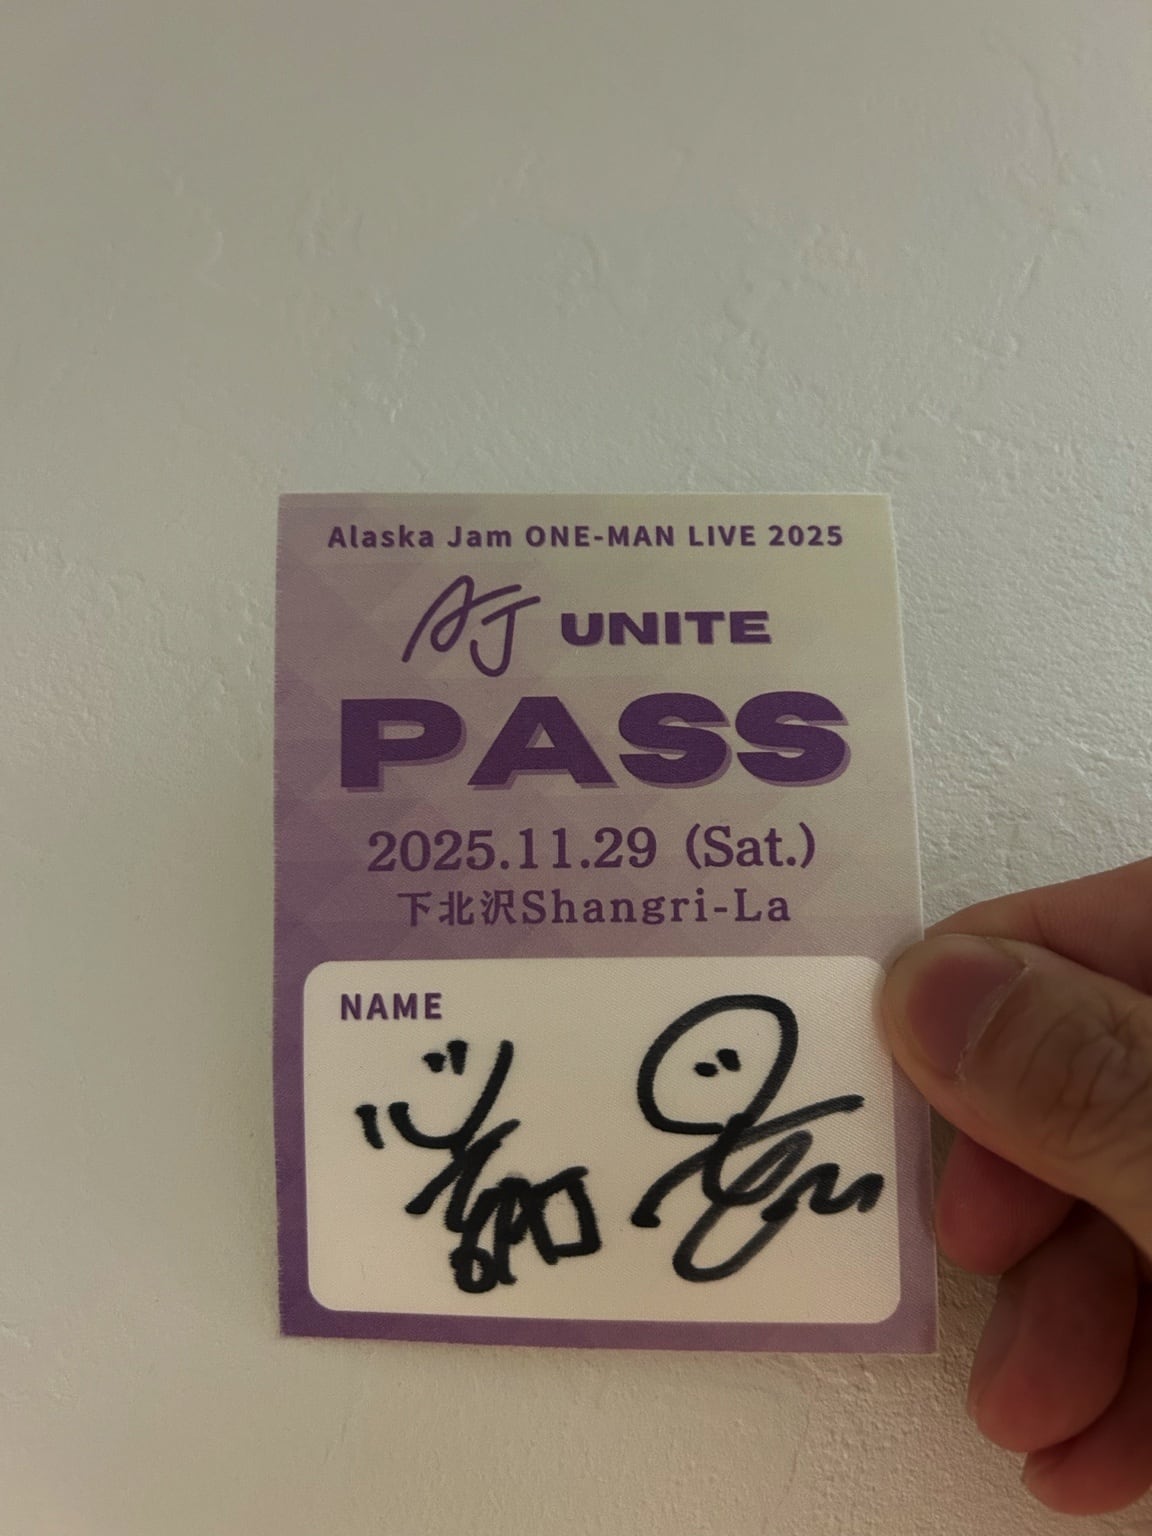 Alaska Jam ONE-MAN LIVE 2025
AJ UNITE
PASS
2025.11.29 (Sat.)
下北沢Shangri-La
NAME